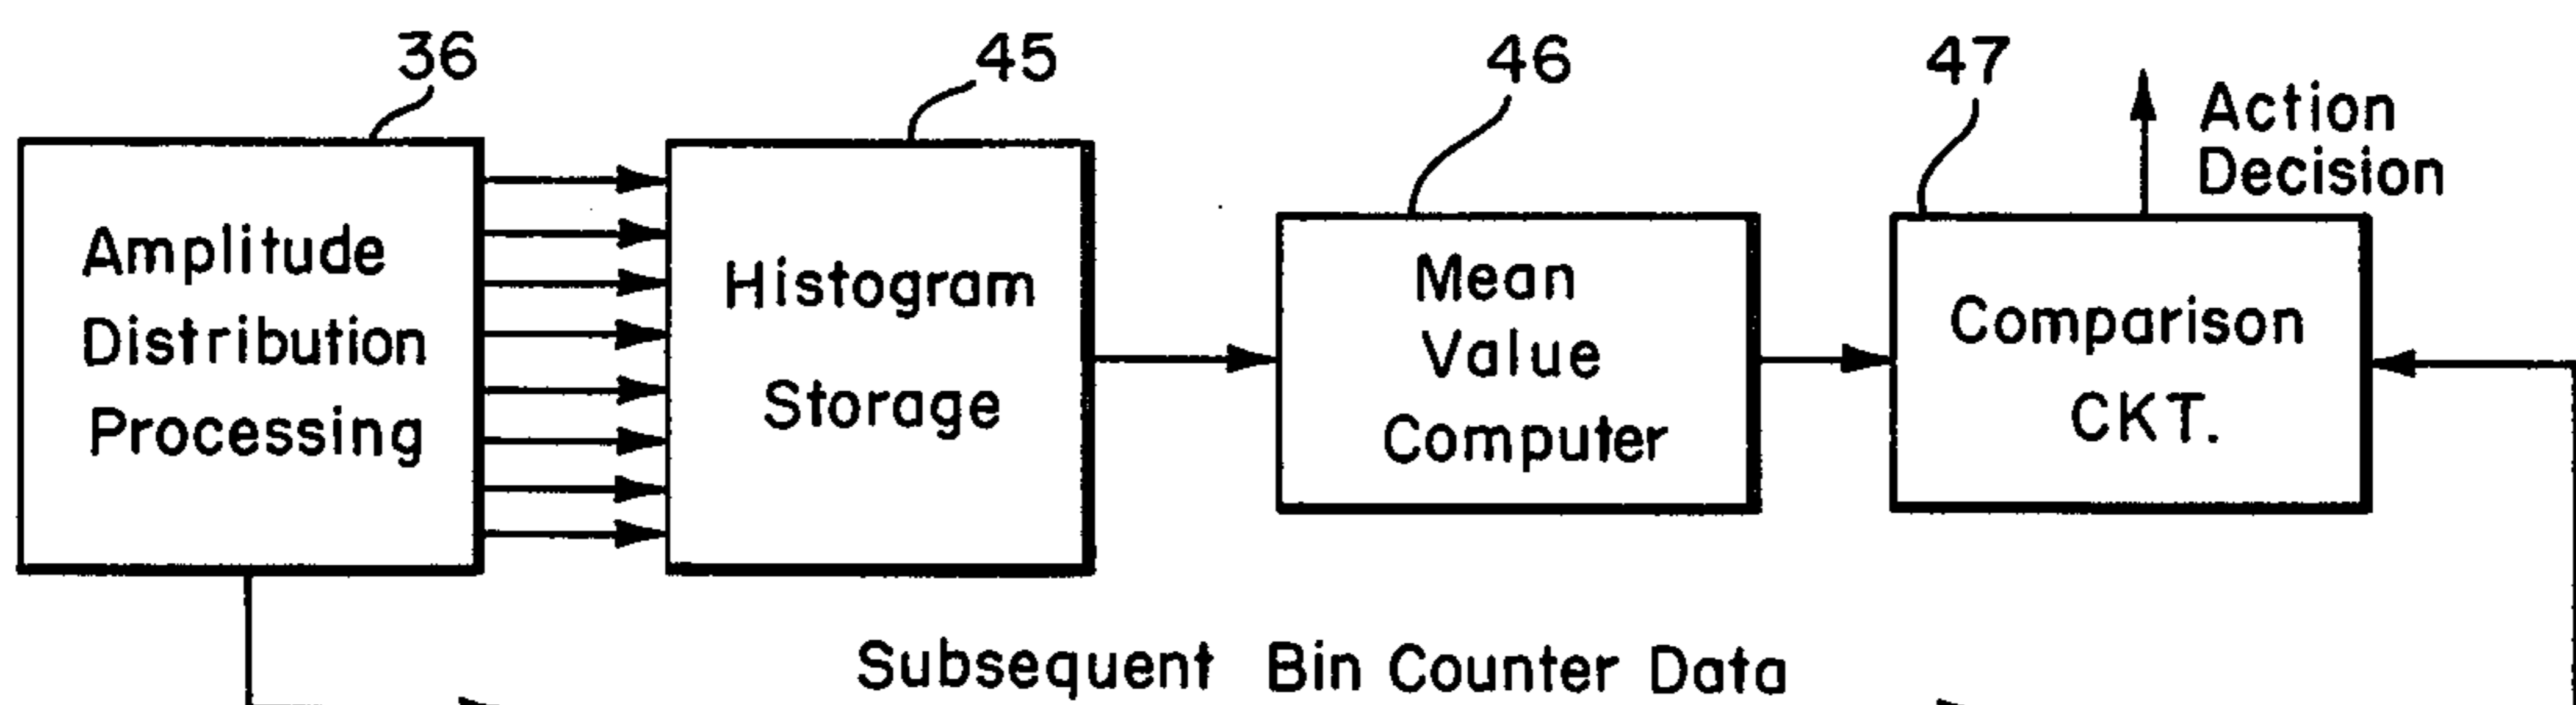 36
45
46
47
Action
Decision
Amplitude
Distribution
Processing
Histogram
Storage
Mean
Value
Computer
Comparison
CKT.
Subsequent Bin Counter Data